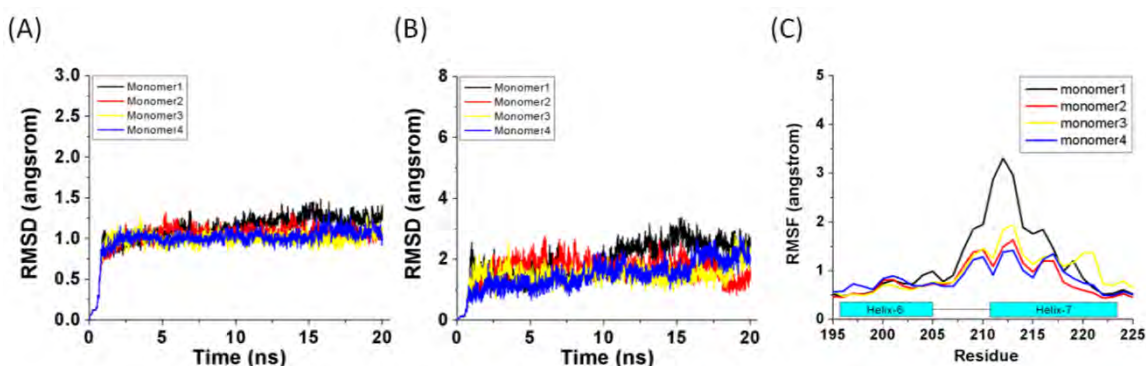 (A)
RMSD (angsrom)
3.0
2.5
2.0
1.5
1.0
0.5
0.0
Monomer1
Monomer2
Monomer3
Monomer4
0 5 10 15 20
Time (ns)
(B)
RMSD (angsrom)
8
6
4
2
0
Monomer1
Monomer2
Monomer3
Monomer4
0 5 10 15 20
Time (ns)
(C)
RMSF (angstrom)
5
4
3
2
1
0
monomer1
monomer2
monomer3
monomer4
Helix-6 Helix-7
195 200 205 210 215 220 225
Residue